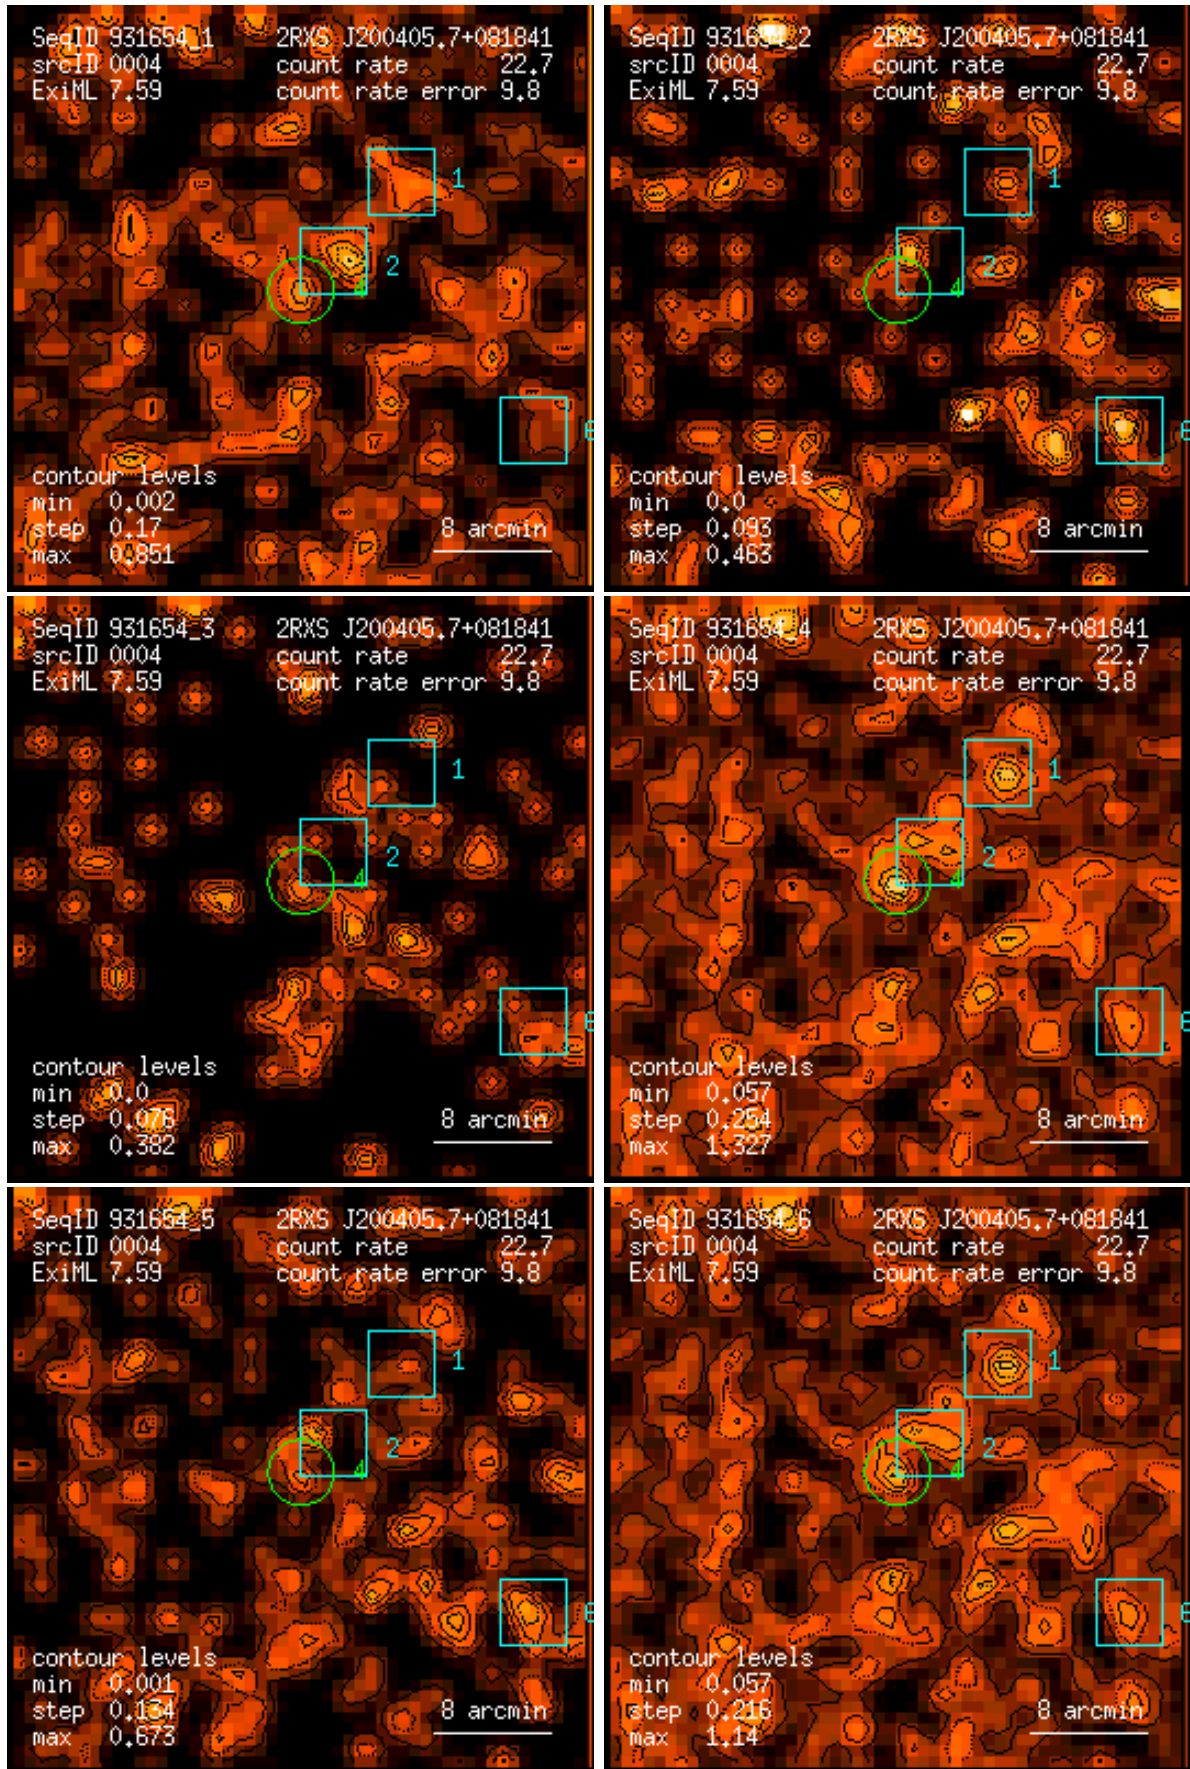 SeqID 931654_1 2RXS J200405.7+081841
srcID 0004 count rate 22.7
ExiML 7.59 count rate error 9.8
1
2
contour levels
min 0.002
step 0.17 8 arcmin
max 0.851
SeqID 931654_2 2RXS J200405.7+081841
srcID 0004 count rate 22.7
ExiML 7.59 count rate error 9.8
1
2
contour levels
min 0.0
step 0.093 8 arcmin
max 0.463
SeqID 931654_3 2RXS J200405.7+081841
srcID 0004 count rate 22.7
ExiML 7.59 count rate error 9.8
1
2
contour levels
min 0.0
step 0.076 8 arcmin
max 0.382
SeqID 931654_4 2RXS J200405.7+081841
srcID 0004 count rate 22.7
ExiML 7.59 count rate error 9.8
1
2
contour levels
min 0.057
step 0.254 8 arcmin
max 1.327
SeqID 931654_5 2RXS J200405.7+081841
srcID 0004 count rate 22.7
ExiML 7.59 count rate error 9.8
1
2
contour levels
min 0.001
step 0.134 8 arcmin
max 0.673
SeqID 931654_6 2RXS J200405.7+081841
srcID 0004 count rate 22.7
ExiML 7.59 count rate error 9.8
1
2
contour levels
min 0.057
step 0.216 8 arcmin
max 1.14